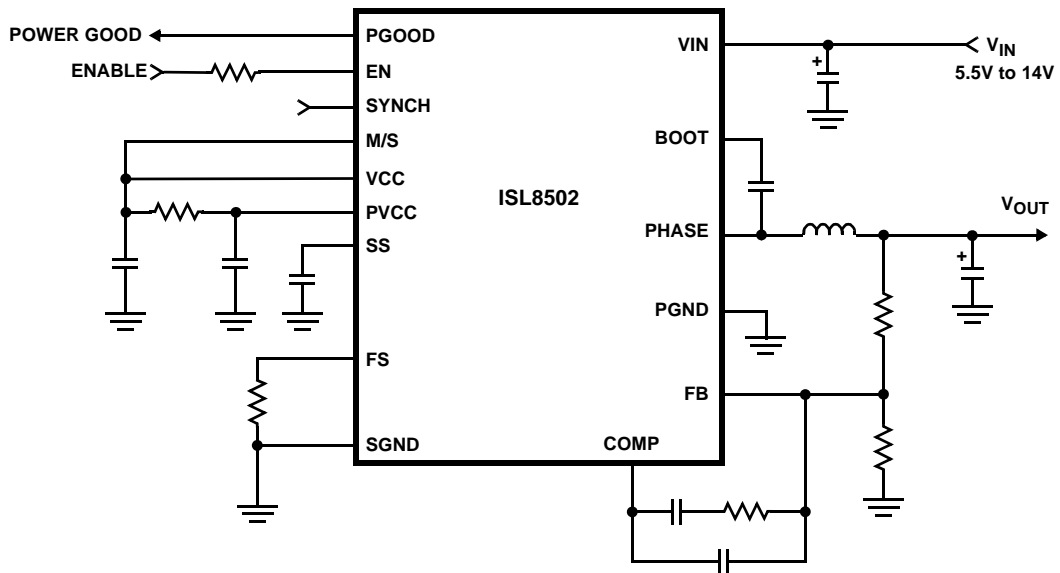 POWER GOOD
PGOOD
ENABLE
EN
SYNCH
M/S
VCC
PVCC
SS
FS
SGND
ISL8502
COMP
VIN
BOOT
PHASE
PGND
FB
+
VIN
5.5V to 14V
VOUT
+